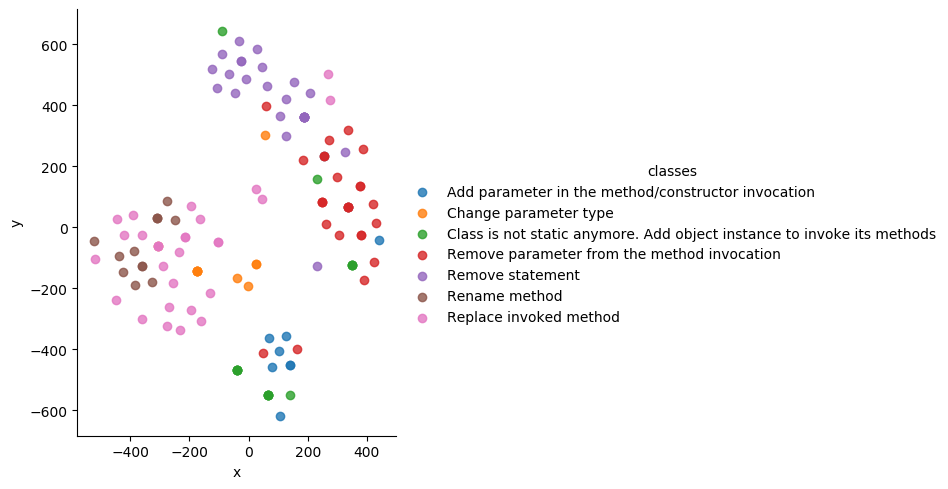 600
400
200
0
−200
−400
−600
y
−400
−200
0
200
400
x
classes
Add parameter in the method/constructor invocation
Change parameter type
Class is not static anymore. Add object instance to invoke its methods
Remove parameter from the method invocation
Remove statement
Rename method
Replace invoked method